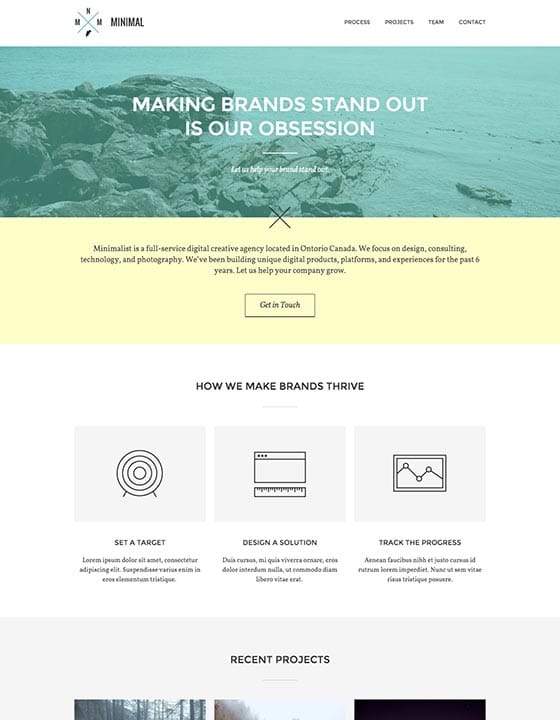 N
M M
MINIMAL
PROCESS PROJECTS TEAM CONTACT
MAKING BRANDS STAND OUT
IS OUR OBSESSION
Let us help your brand stand out.
Minimalist is a full-service digital creative agency located in Ontorio Canada. We focus on design, consulting,
technology, and photography. We've been building unique digital products, platforms, and experiences for the past 6
years. Let us help your company grow.
Get in Touch
HOW WE MAKE BRANDS THRIVE
SET A TARGET
Lorem ipsum dolor sit amet, consectetur
adipiscing elit. Suspendisse varius enim in
eros elementum tristique.
DESIGN A SOLUTION
Duis cursus, mi quis viverra ornare, eros
dolor interdum nulla, ut commodo diam
libero vitae erat.
TRACK THE PROGRESS
Aenean faucibus nibh et justo cursus id
rutrum lorem imperdiet. Nunc ut sem vitae
risus tristique posuere.
RECENT PROJECTS